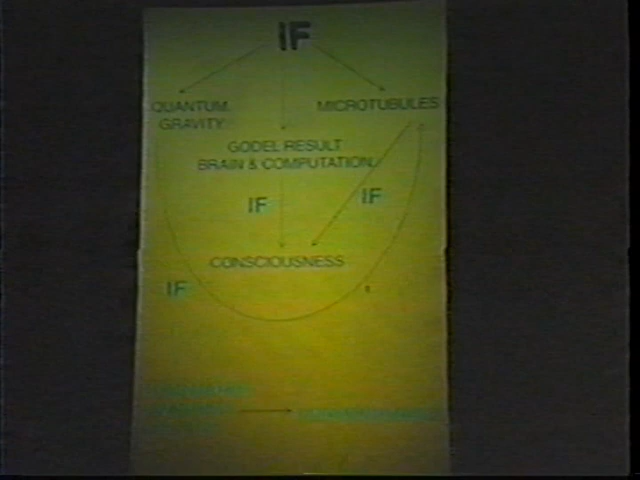 IF
QUANTUM
GRAVITY
MICROTUBULES
GODEL RESULT
BRAIN & COMPUTATION
IF
IF
CONSCIOUSNESS
IF